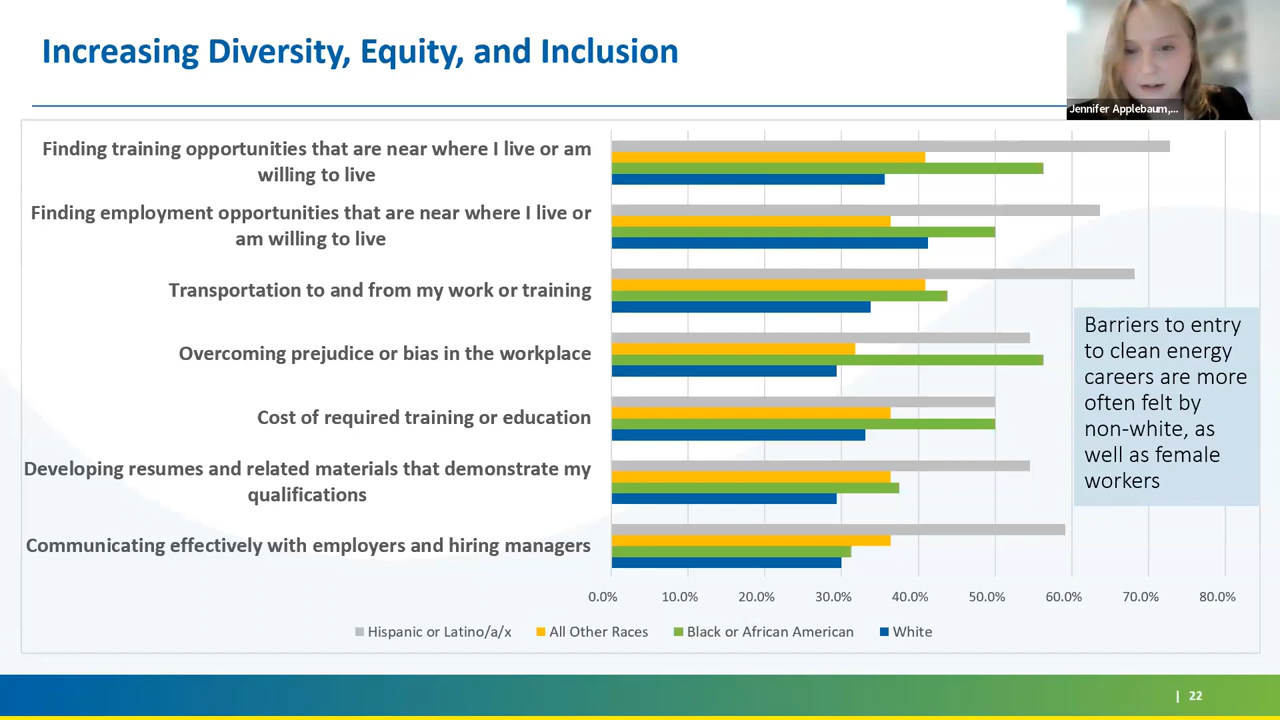 Increasing Diversity, Equity, and Inclusion
Jennifer Applebaum,...
Finding training opportunities that are near where I live or am
willing to live
Finding employment opportunities that are near where I live or
am willing to live
Transportation to and from my work or training
Overcoming prejudice or bias in the workplace
Cost of required training or education
Developing resumes and related materials that demonstrate my
qualifications
Communicating effectively with employers and hiring managers
Barriers to entry
to clean energy
careers are more
often felt by
non-white, as
well as female
workers
0.0% 10.0% 20.0% 30.0% 40.0% 50.0% 60.0% 70.0% 80.0%
Hispanic or Latino/a/x All Other Races Black or African American White
| 22